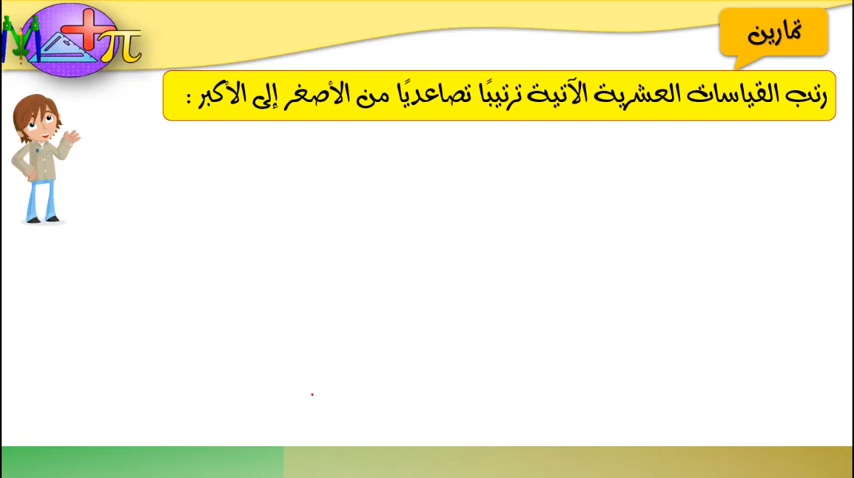 تمارين
رتب القياسات العشرية الآتية ترتيبًا تصاعديًا من الأصغر إلى الأكبر :
M+π